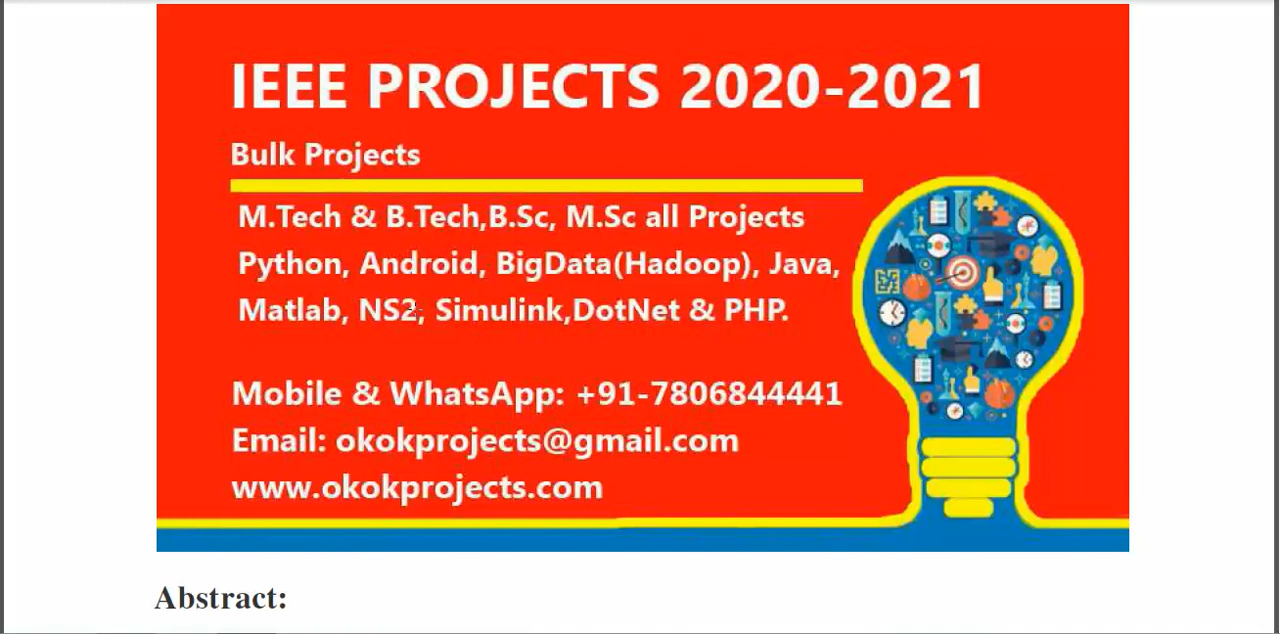 IEEE PROJECTS 2020-2021
Bulk Projects
M.Tech & B.Tech,B.Sc, M.Sc all Projects
Python, Android, BigData(Hadoop), Java,
Matlab, NS2, Simulink,DotNet & PHP.
Mobile & WhatsApp: +91-7806844441
Email: okokprojects@gmail.com
www.okokprojects.com
Abstract: